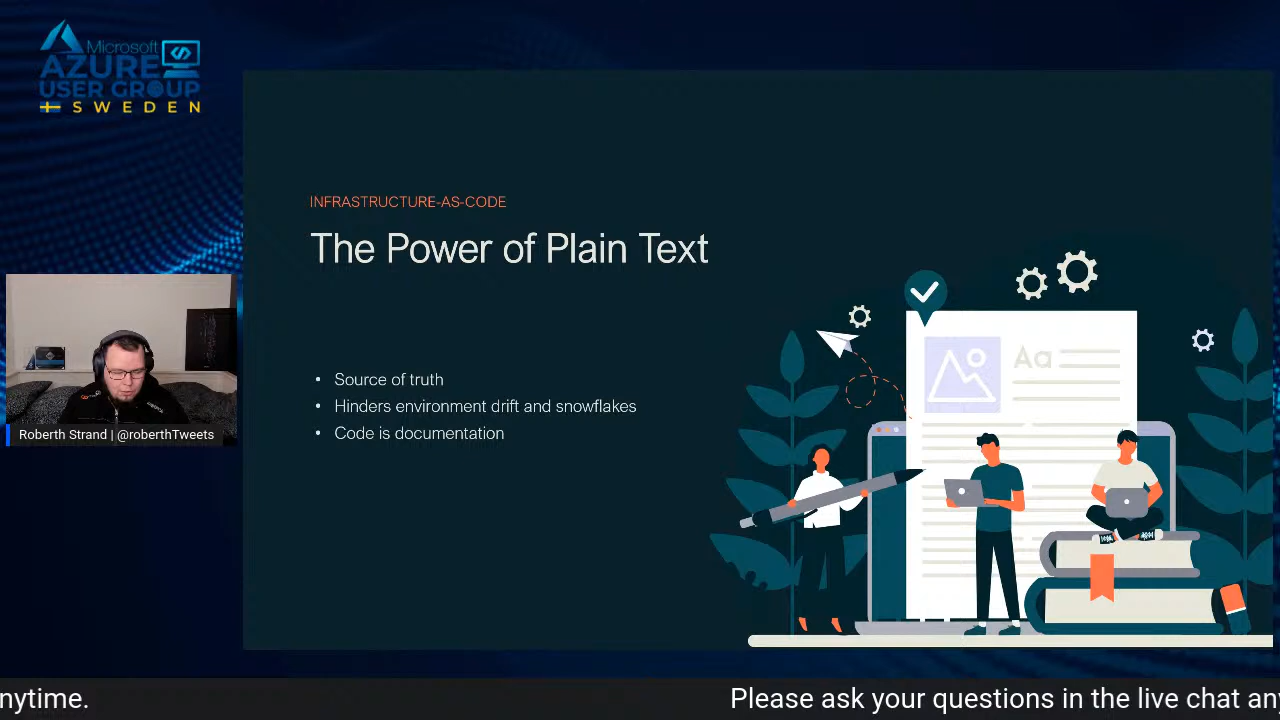 Microsoft
AZURE
USER GROUP
SWEDEN
INFRASTRUCTURE-AS-CODE
The Power of Plain Text
• Source of truth
• Hinders environment drift and snowflakes
• Code is documentation
Aa
Roberth Strand | @roberthTweets
nytime.
Please ask your questions in the live chat any